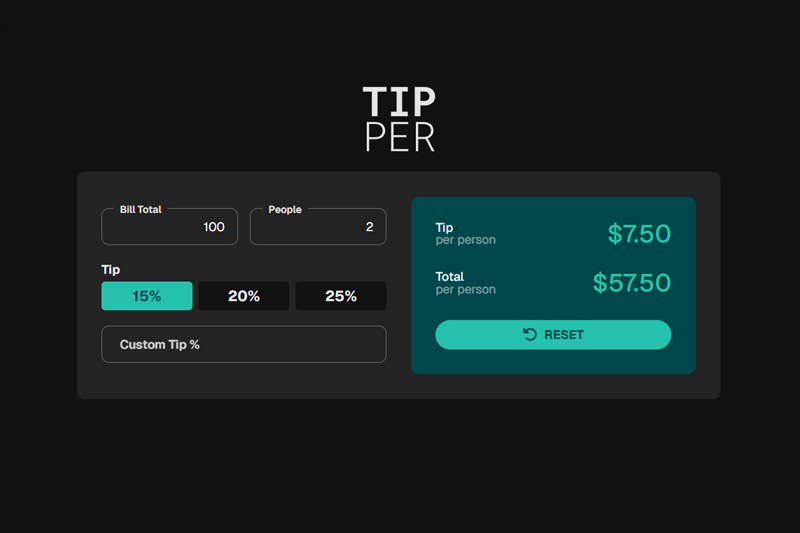 TIP
PER
Bill Total
100
People
2
Tip
15% 20% 25%
Custom Tip %
Tip
per person
$7.50
Total
per person
$57.50
RESET